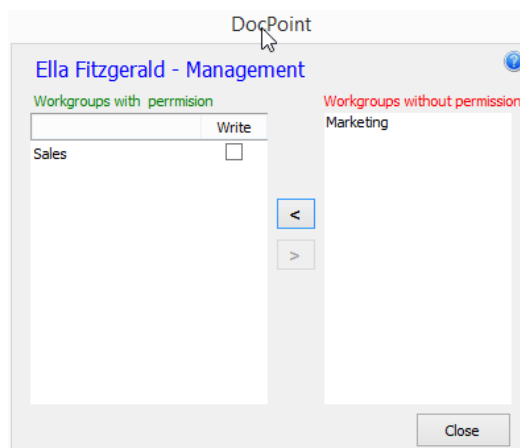 DocPoint
Ella Fitzgerald - Management
?
Workgroups with perrmision
Workgroups without permission
Write
Marketing
Sales
<
>
Close